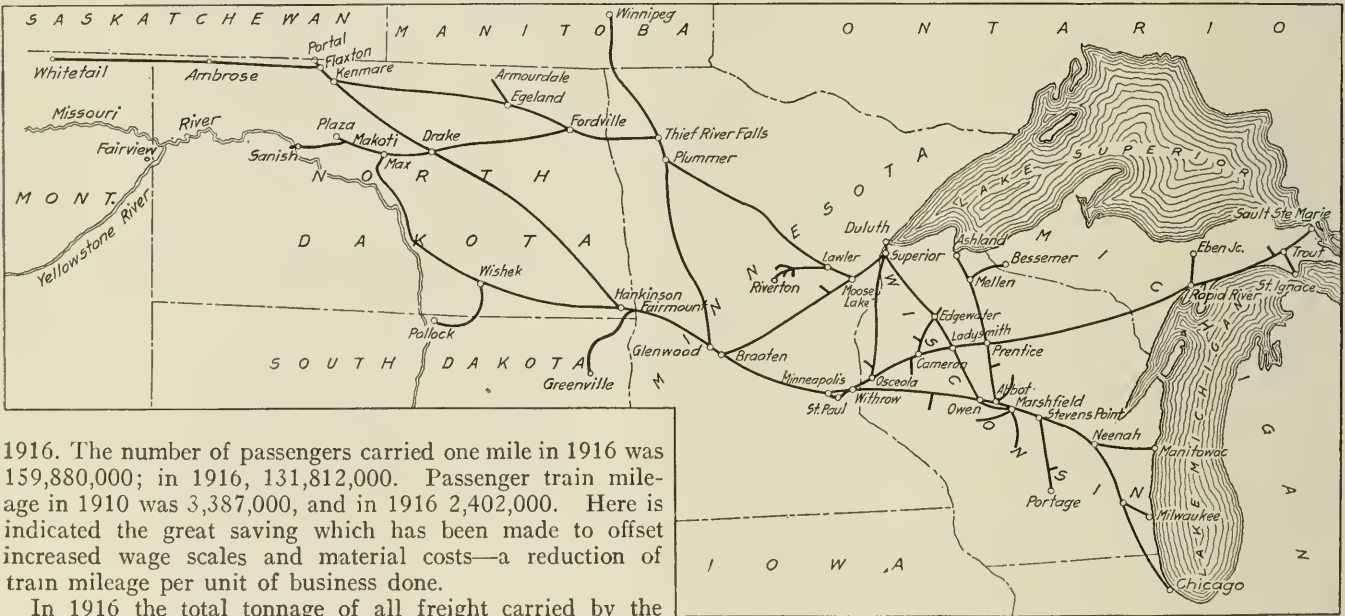 SASKATCHEWAN
MANITOBA
ONTARIO
Winnipeg
Portal
Flaxton
Kenmare
Whitetail
Ambrose
Armourdale
Egeland
Missouri
River
Plaza
Makoti
Drake
Fordville
Thief River Falls
Fairview
Sanish
Max
Plummer
NORTH
DAKOTA
MONT.
Yellowstone River
MINNESOTA
LAKE SUPERIOR
Duluth
Superior
Ashland
Bessemer
Mellen
Sault Ste Marie
Eben Jc.
Trout
St. Ignace
Rapid River
MICHIGAN
Wishek
Lawler
Riverton
Moose
Lake
Hankinson
Fairmount
Pollock
Edgewater
Ladysmith
Prentice
WISCONSIN
Glenwood
Braaten
Cameron
SOUTH DAKOTA
Greenville
Minneapolis
St. Paul
Osceola
Withrow
Owen
Abbot
Marshfield
Stevens Point
Neenah
Manitowac
Portage
Milwaukee
LAKE MICHIGAN
IOWA
Chicago
1916. The number of passengers carried one mile in 1916 was
159,880,000; in 1916, 131,812,000. Passenger train mile-
age in 1910 was 3,387,000, and in 1916 2,402,000. Here is
indicated the great saving which has been made to offset
increased wage scales and material costs—a reduction of
train mileage per unit of business done.
In 1916 the total tonnage of all freight carried by the